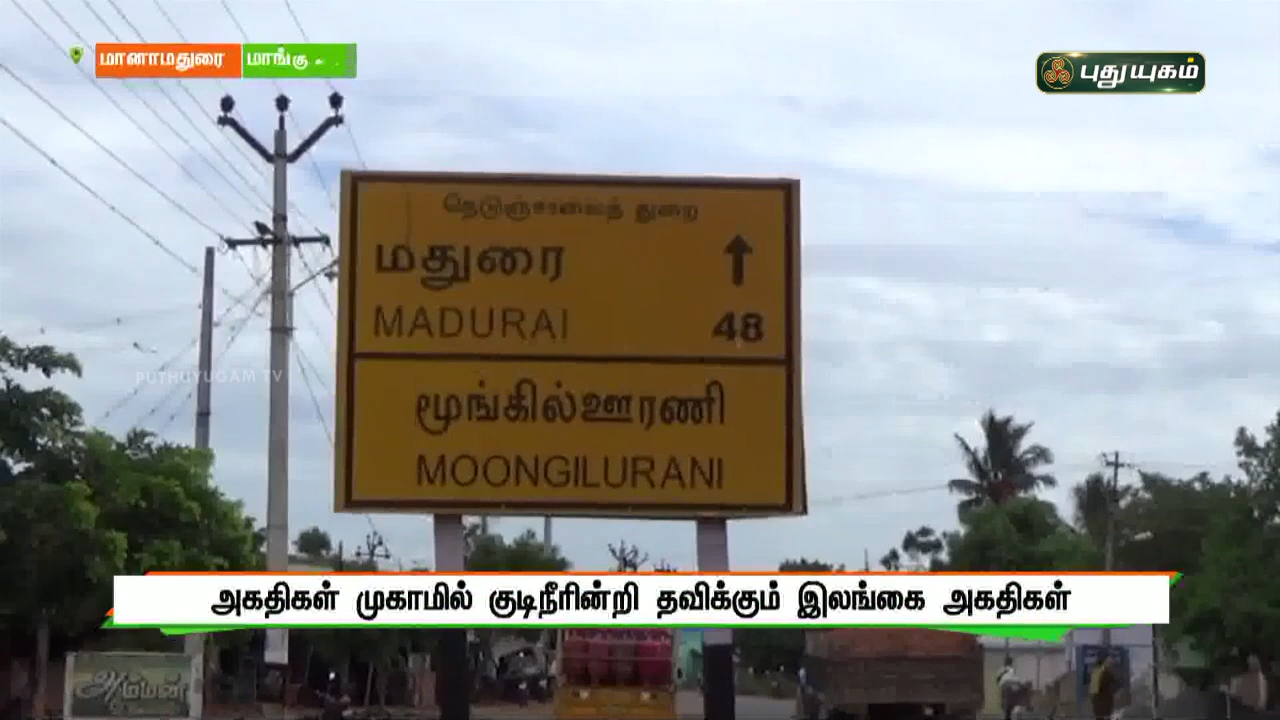 மானாமதுரை மாங்கு
புதுயுகம்
நெடுஞ்சாலைத் துறை
மதுரை
MADURAI 48
மூங்கில்ஊரணி
MOONGILURANI
PUTHUYUGAM TV
அகதிகள் முகாமில் குடிநீரின்றி தவிக்கும் இலங்கை அகதிகள்
அம்மன்